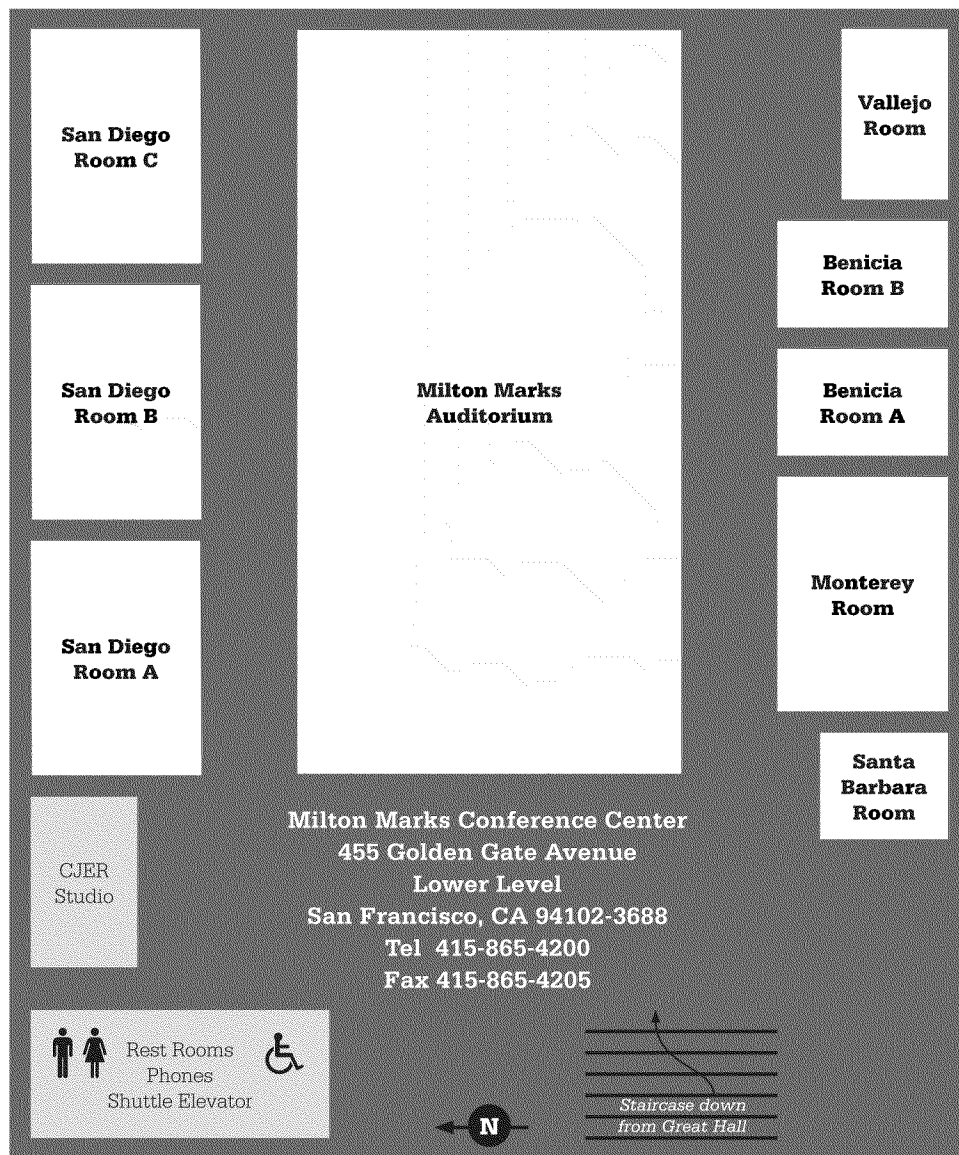 San Diego
Room C
Vallejo
Room
Benicia
Room B
San Diego
Room B
Milton Marks
Auditorium
Benicia
Room A
Monterey
Room
San Diego
Room A
Santa
Barbara
Room
Milton Marks Conference Center
455 Golden Gate Avenue
Lower Level
San Francisco, CA 94102-3688
Tel 415-865-4200
Fax 415-865-4205
CJER
Studio
Rest Rooms
Phones
Shuttle Elevator
N
Staircase down
from Great Hall